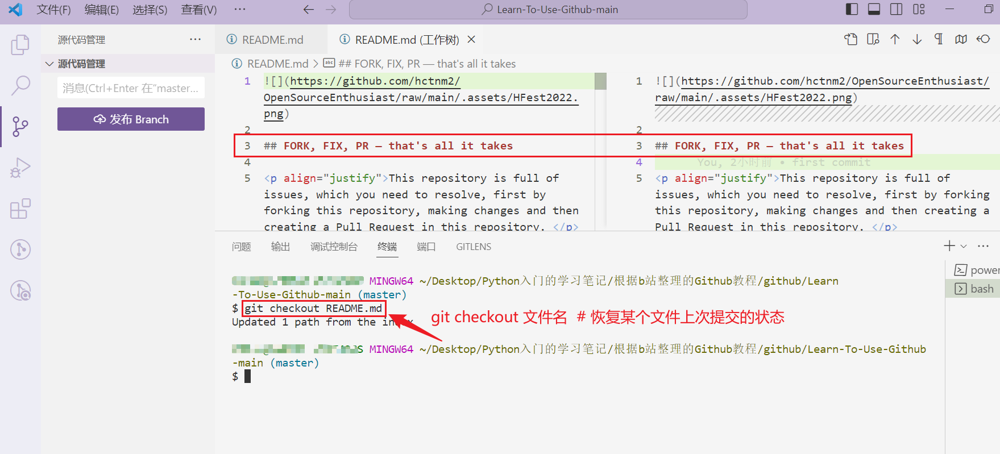 文件(F) 编辑(E) 选择(S) 查看(V) ··· Learn-To-Use-Github-main
源代码管理 ···
源代码管理
消息(Ctrl+Enter 在“master...
发布 Branch
README.md README.md (工作树)
README.md > ## FORK, FIX, PR — that's all it takes
1 ![](https://github.com/hctnm2/
OpenSourceEnthusiast/raw/main/.assets/HFest2022.
png)
2
3 ## FORK, FIX, PR — that's all it takes
4
5 <p align="justify">This repository is full of
issues, which you need to resolve, first by
forking this repository, making changes and then
creating a Pull Request in this repository. </p>
1 ![](https://github.com/hctnm2/OpenSourceEnthusiast/
raw/main/.assets/HFest2022.png)
2
3 ## FORK, FIX, PR — that's all it takes
4 You, 2小时前 • first commit
5 <p align="justify">This repository is full of
issues, which you need to resolve, first by forking
this repository, making changes and then creating a
Pull Request in this repository. </p>
问题 输出 调试控制台 终端 端口 GITLENS
MINGW64 ~/Desktop/Python入门的学习笔记/根据b站整理的Github教程/github/Learn
-To-Use-Github-main (master)
$ git checkout README.md
Updated 1 path from the index
git checkout 文件名 # 恢复某个文件上次提交的状态
MINGW64 ~/Desktop/Python入门的学习笔记/根据b站整理的Github教程/github/Learn-To-Use-Github
-main (master)
$
power
bash